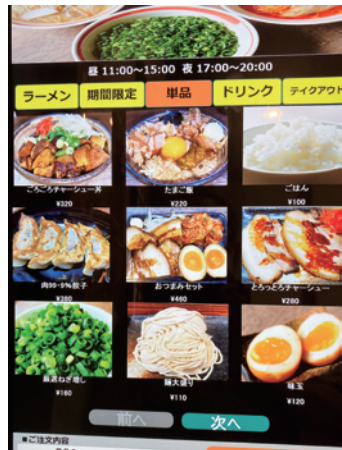 昼 11:00～15:00 夜 17:00～20:00
ラーメン 期間限定 単品 ドリンク テイクアウト
ごろごろチャーシュー丼 たまご飯 ごはん
¥320 ¥220 ¥100
肉99・9%餃子 おつまみセット とろっとろチャーシュー
¥380 ¥460 ¥280
厳選ねぎ増し 麺大盛り 味玉
¥160 ¥110 ¥120
前へ 次へ
■ご注文内容